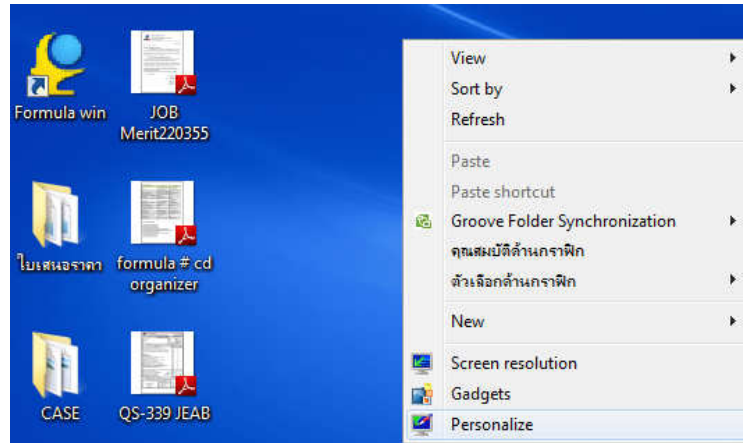 Formula win
JOB
Merit220355
ใบเสนอราคา
formula # cd
organizer
CASE
QS-339 JEAB
View
Sort by
Refresh
Paste
Paste shortcut
Groove Folder Synchronization
คุณสมบัติด้านกราฟิก
ตัวเลือกด้านกราฟิก
New
Screen resolution
Gadgets
Personalize